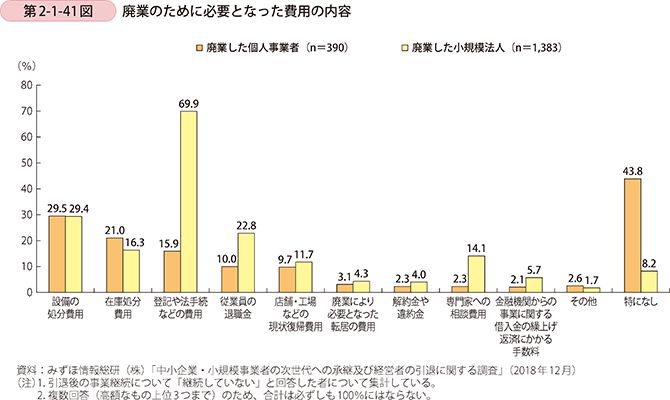 第2-1-41図 廃業のために必要となった費用の内容
廃業した個人事業者（n＝390） 廃業した小規模法人（n＝1,383）
（%）
80
70
60
50
40
30
20
10
0
29.5 29.4
21.0 16.3
15.9 69.9
10.0 22.8
9.7 11.7
3.1 4.3
2.3 4.0
2.3 14.1
2.1 5.7
2.6 1.7
43.8 8.2
設備の
処分費用
在庫処分
費用
登記や法手続
などの費用
従業員の
退職金
店舗・工場
などの
現状復帰費用
廃業により
必要となった
転居の費用
解約金や
違約金
専門家への
相談費用
金融機関からの
事業に関する
借入金の繰上げ
返済にかかる
手数料
その他
特になし
資料：みずほ情報総研（株）「中小企業・小規模事業者の次世代への承継及び経営者の引退に関する調査」（2018年12月）
（注）1. 引退後の事業継続について「継続していない」と回答した者について集計している。
2. 複数回答（高額なもの上位3つまで）のため、合計は必ずしも100%にはならない。